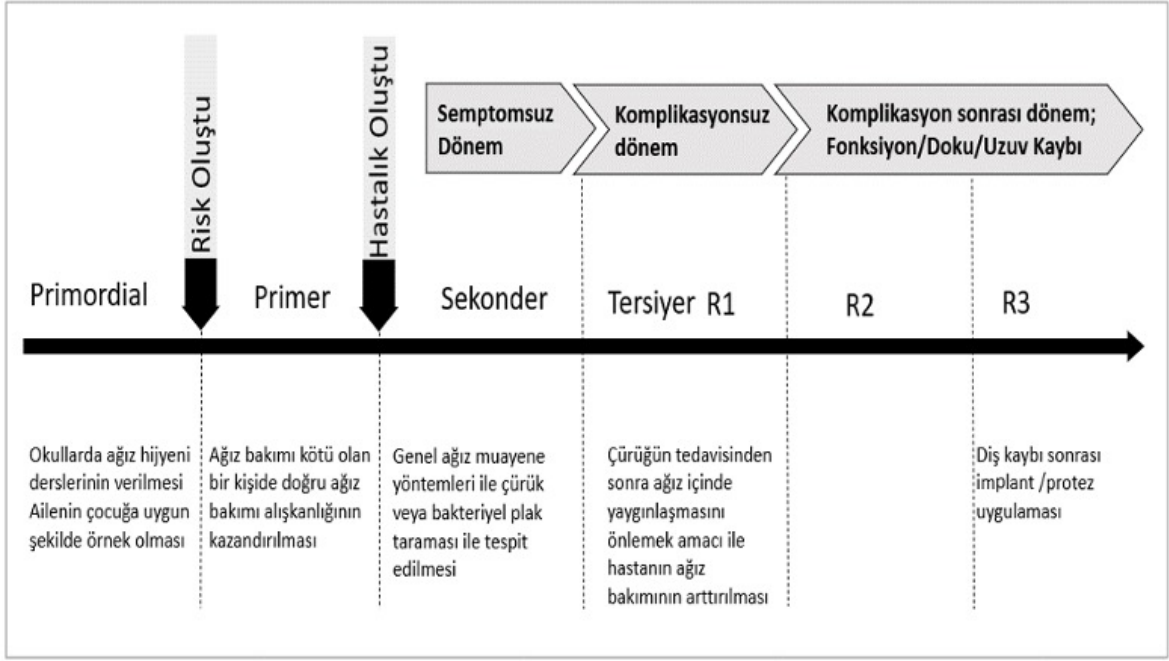 Risk Oluştu
Hastalık Oluştu
Semptomsuz
Dönem
Komplikasyonsuz
dönem
Komplikasyon sonrası dönem;
Fonksiyon/Doku/Uzuv Kaybı
Primordial
Primer
Sekonder
Tersiyer R1
R2
R3
Okullarda ağız hijyeni
derslerinin verilmesi
Ailenin çocuğa uygun
şekilde örnek olması
Ağız bakımı kötü olan
bir kişide doğru ağız
bakımı alışkanlığının
kazandırılması
Genel ağız muayene
yöntemleri ile çürük
veya bakteriyel plak
taraması ile tespit
edilmesi
Çürüğün tedavisinden
sonra ağız içinde
yaygınlaşmasını
önlemek amacı ile
hastanın ağız
bakımının arttırılması
Diş kaybı sonrası
implant /protez
uygulaması